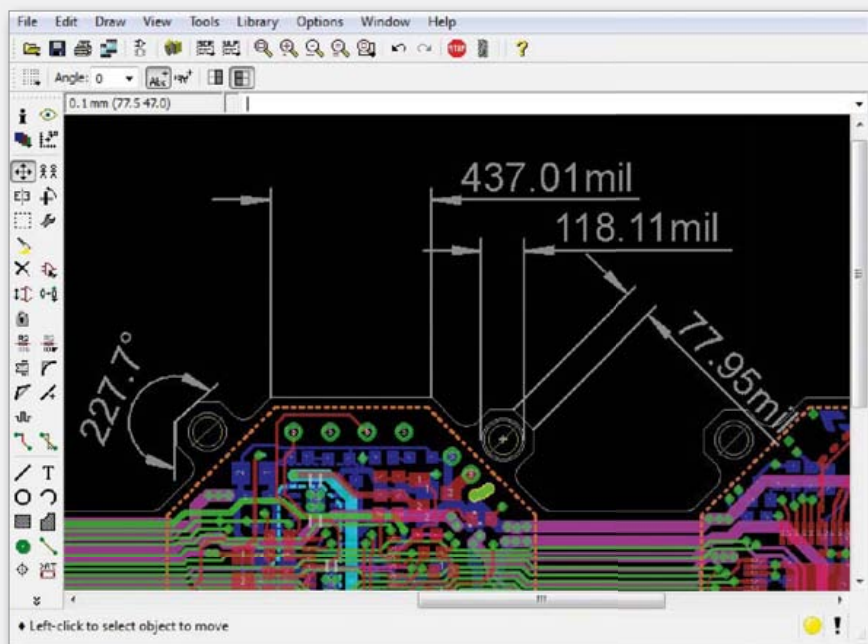 File Edit Draw View Tools Library Options Window Help
Angle: 0
0.1 mm (77.5 47.0)
437.01mil
118.11mil
77.95mil
227.7°
Left-click to select object to move